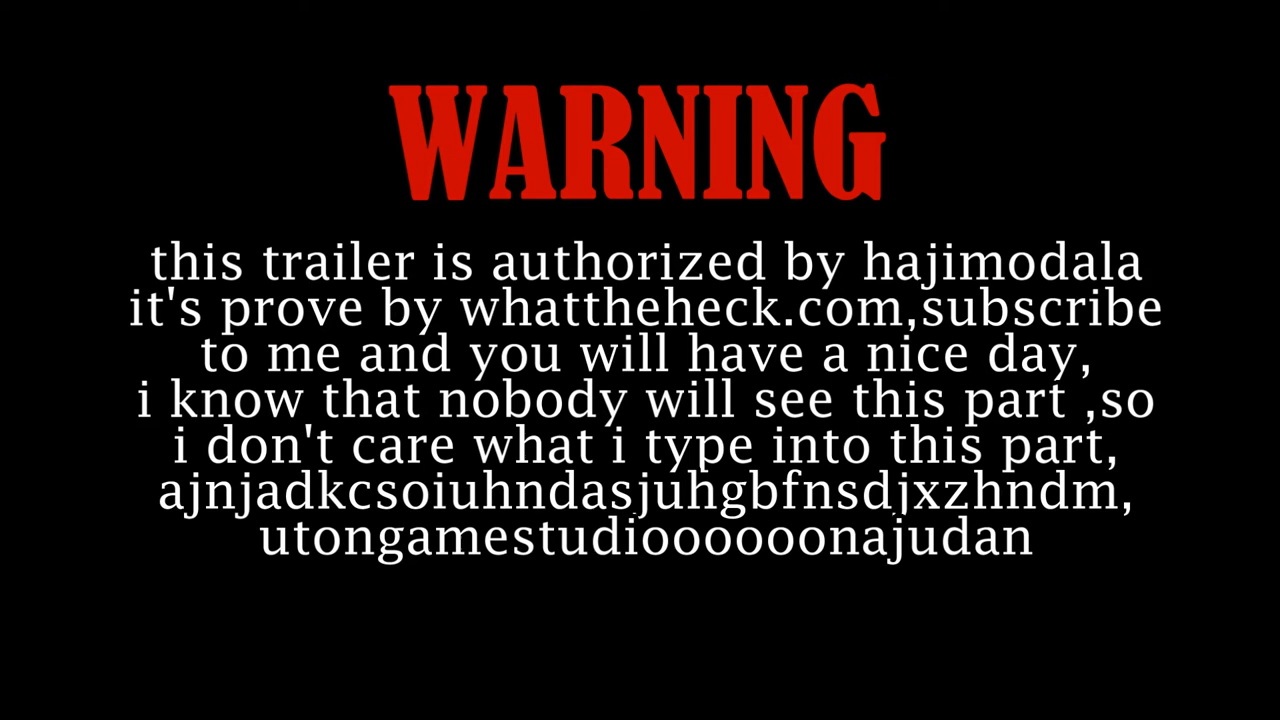 WARNING
this trailer is authorized by hajimodala
it's prove by whattheheck.com,subscribe
to me and you will have a nice day,
i know that nobody will see this part ,so
i don't care what i type into this part,
ajnjadkcsoiuhndasjuhgbfnsdjxzhndm,
utongamestudioooooonajudan